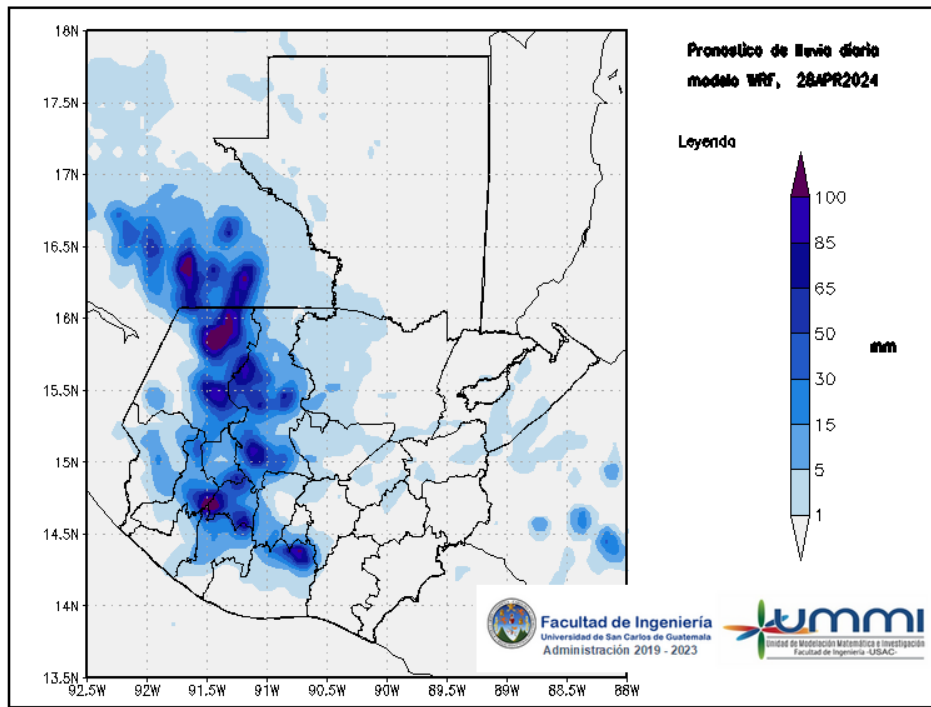 Pronostico de lluvia diaria
modelo WRF, 28APR2024
Leyenda
100
85
65
50
30
15
5
1
mm
18N
17.5N
17N
16.5N
16N
15.5N
15N
14.5N
14N
13.5N
92.5W
92W
91.5W
91W
90.5W
90W
89.5W
89W
88.5W
88W
Facultad de Ingeniería
Universidad de San Carlos de Guatemala
Administración 2019 - 2023
UMMI
Unidad de Modelación Matemática e Investigación
Facultad de Ingeniería -USAC-